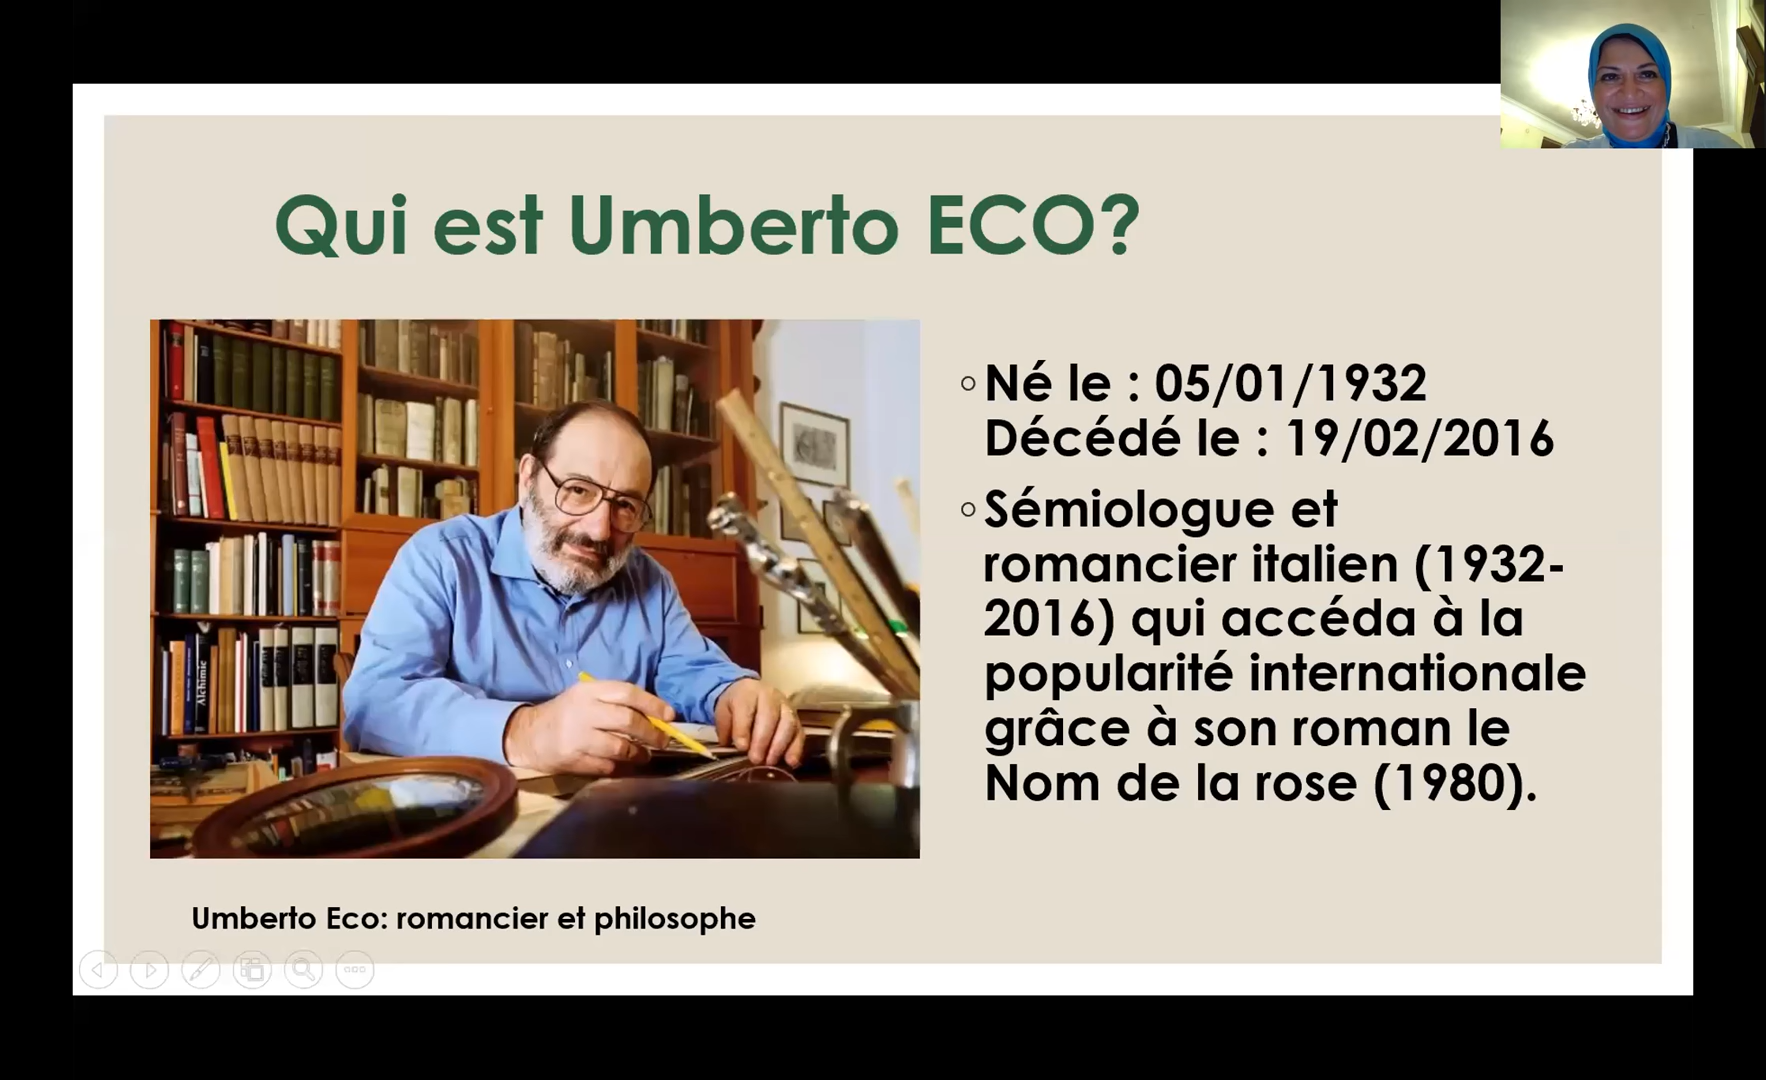 Qui est Umberto ECO?
Né le : 05/01/1932
Décédé le : 19/02/2016
Sémiologue et
romancier italien (1932-
2016) qui accéda à la
popularité internationale
grâce à son roman le
Nom de la rose (1980).
Alchimie
Umberto Eco: romancier et philosophe